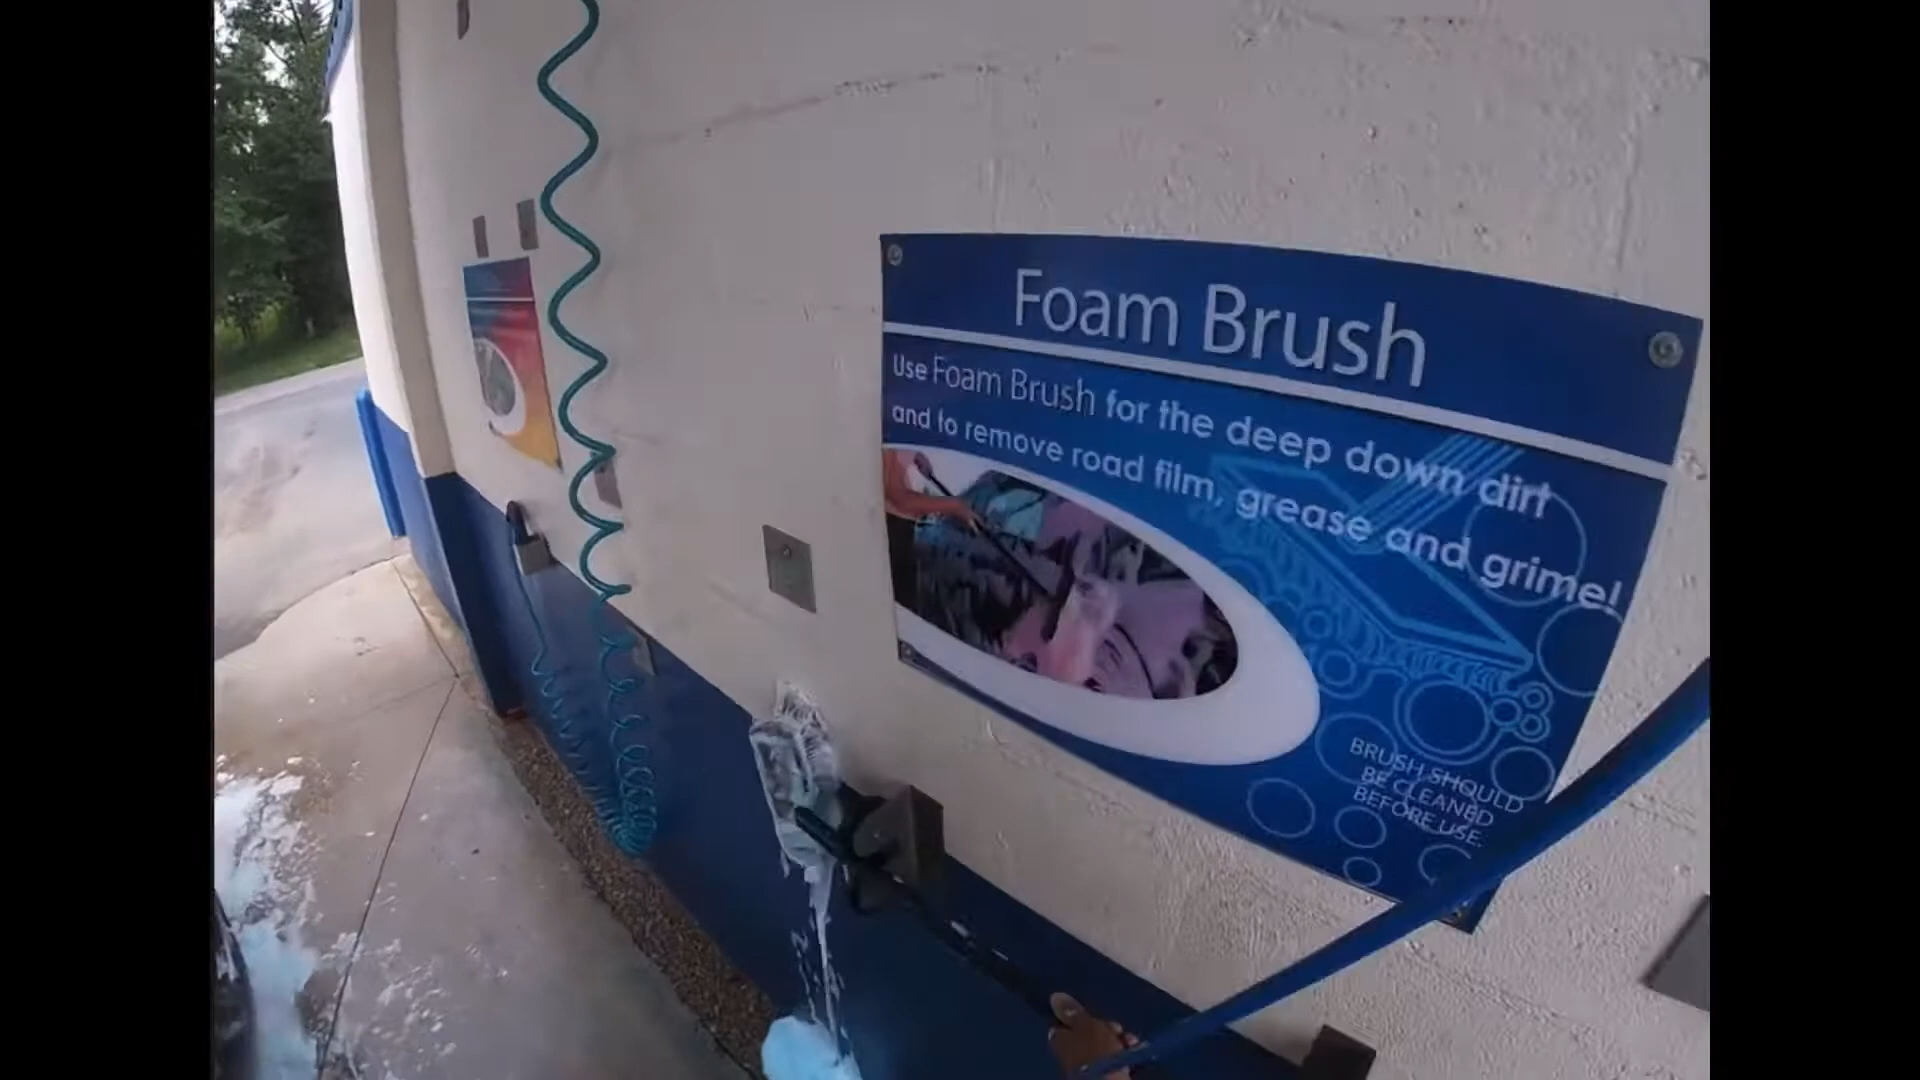 Foam Brush
Use Foam Brush for the deep down dirt
and to remove road film, grease and grime!
BRUSH SHOULD
BE CLEANED
BEFORE USE.